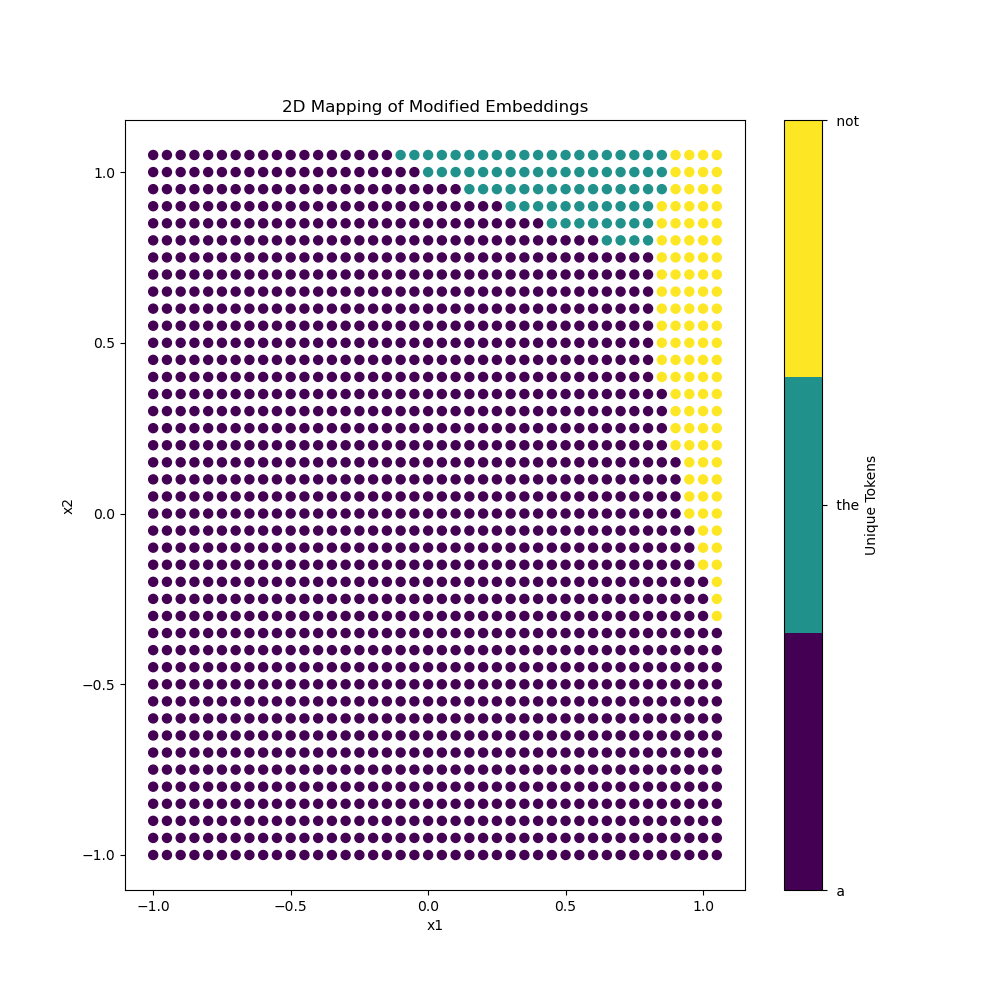 2D Mapping of Modified Embeddings
1.0
0.5
0.0
−0.5
−1.0
x2
−1.0
−0.5
0.0
0.5
1.0
x1
not
the
a
Unique Tokens